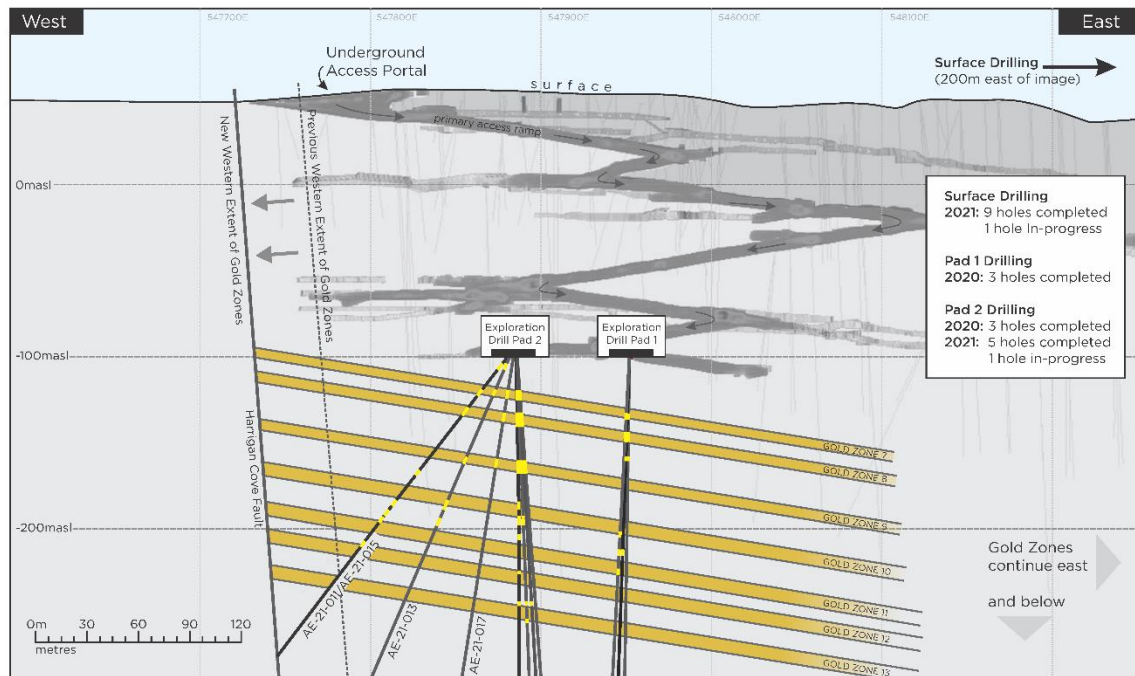 West
547700E
547800E
547900E
548000E
548100E
East
Underground
Access Portal
surface
Surface Drilling
(200m east of image)
primary access ramp
New Western Extent of Gold Zones
Previous Western Extent of Gold Zones
0masl
Surface Drilling
2021: 9 holes completed
1 hole In-progress
Pad 1 Drilling
2020: 3 holes completed
Pad 2 Drilling
2020: 3 holes completed
2021: 5 holes completed
1 hole in-progress
Exploration
Drill Pad 2
Exploration
Drill Pad 1
-100masl
Harrigan Cove Fault
GOLD ZONE 7
GOLD ZONE 8
GOLD ZONE 9
GOLD ZONE 10
GOLD ZONE 11
GOLD ZONE 12
GOLD ZONE 13
-200masl
Gold Zones
continue east
and below
AE-21-011/AE-21-015
AE-21-013
AE-21-017
0m 30 60 90 120
metres